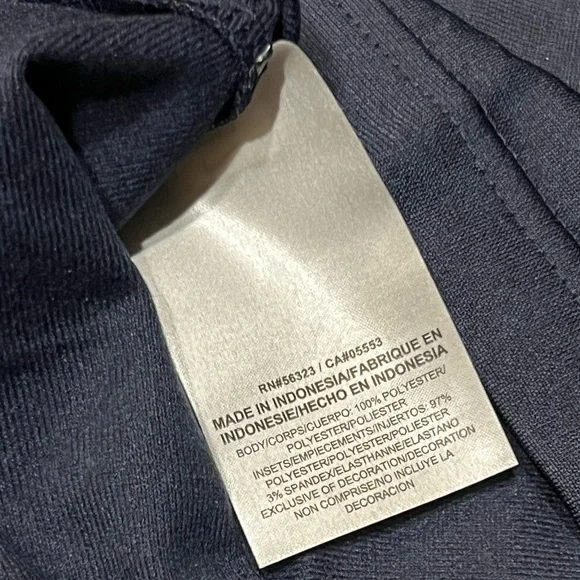 RN#56323 / CA#05553
MADE IN INDONESIA/FABRIQUE EN
INDONESIE/HECHO EN INDONESIA
BODY/CORPS/CUERPO: 100% POLYESTER/
POLYESTER/POLIESTER
INSETS/EMPIECEMENTS/INJERTOS: 97%
POLYESTER/POLYESTER/POLIESTER
3% SPANDEX/ELASTHANNE/ELASTANO
EXCLUSIVE OF DECORATION/DECORATION
NON COMPRISE/NO INCLUYE LA
DECORACION